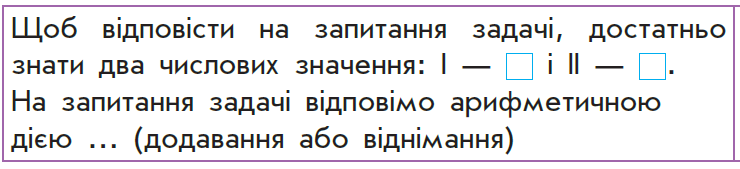 Щоб відповісти на запитання задачі, достатньо
знати два числових значення: І — □ і ІІ — □.
На запитання задачі відповімо арифметичною
дією ... (додавання або віднімання)